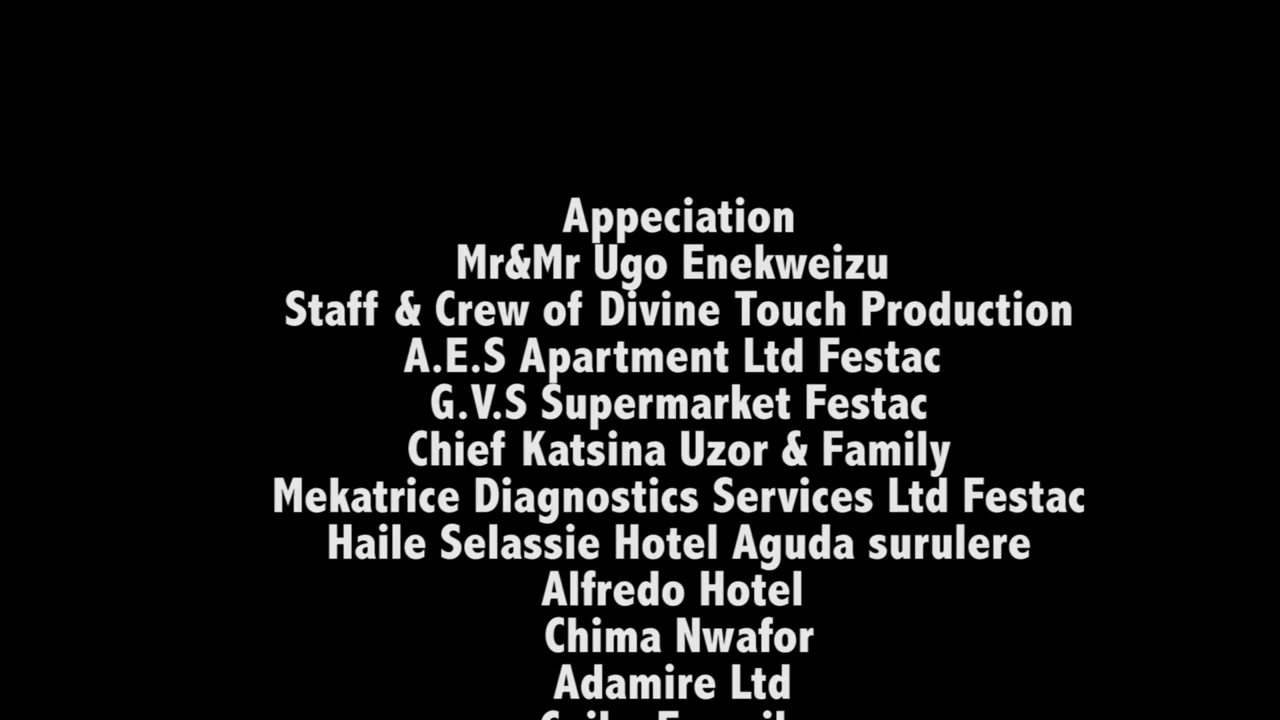 Appeciation
Mr&Mr Ugo Enekweizu
Staff & Crew of Divine Touch Production
A.E.S Apartment Ltd Festac
G.V.S Supermarket Festac
Chief Katsina Uzor & Family
Mekatrice Diagnostics Services Ltd Festac
Haile Selassie Hotel Aguda surulere
Alfredo Hotel
Chima Nwafor
Adamire Ltd